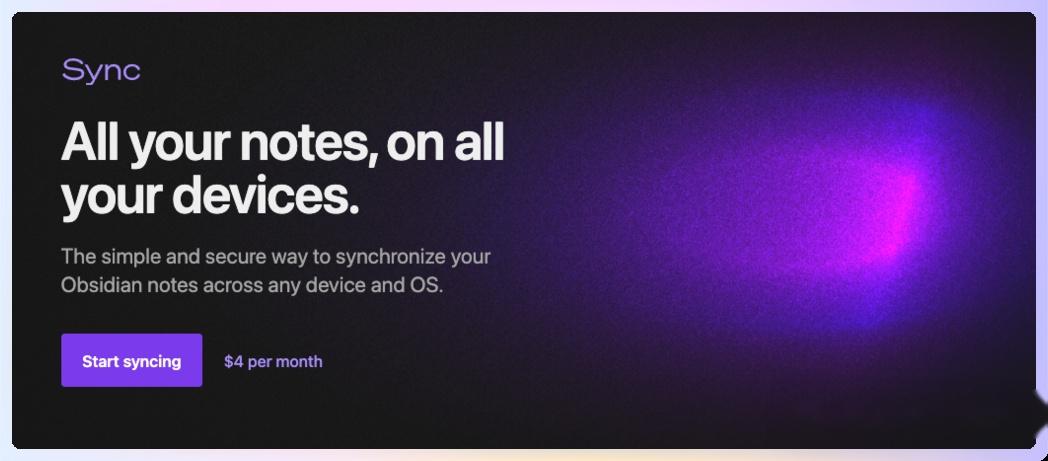 Sync
All your notes, on all
your devices.
The simple and secure way to synchronize your
Obsidian notes across any device and OS.
Start syncing
$4 per month